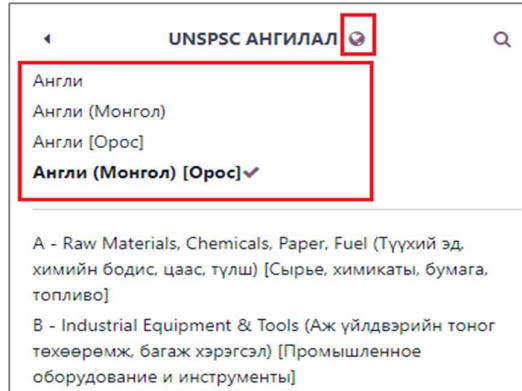 UNSPSC АНГИЛАЛ
Англи
Англи (Монгол)
Англи [Орос]
Англи (Монгол) [Орос]
A - Raw Materials, Chemicals, Paper, Fuel (Түүхий эд,
химийн бодис, цаас, түлш) [Сырье, химикаты, бумага,
топливо]
B - Industrial Equipment & Tools (Аж үйлдвэрийн тоног
төхөөрөмж, багаж хэрэгсэл) [Промышленное
оборудование и инструменты]